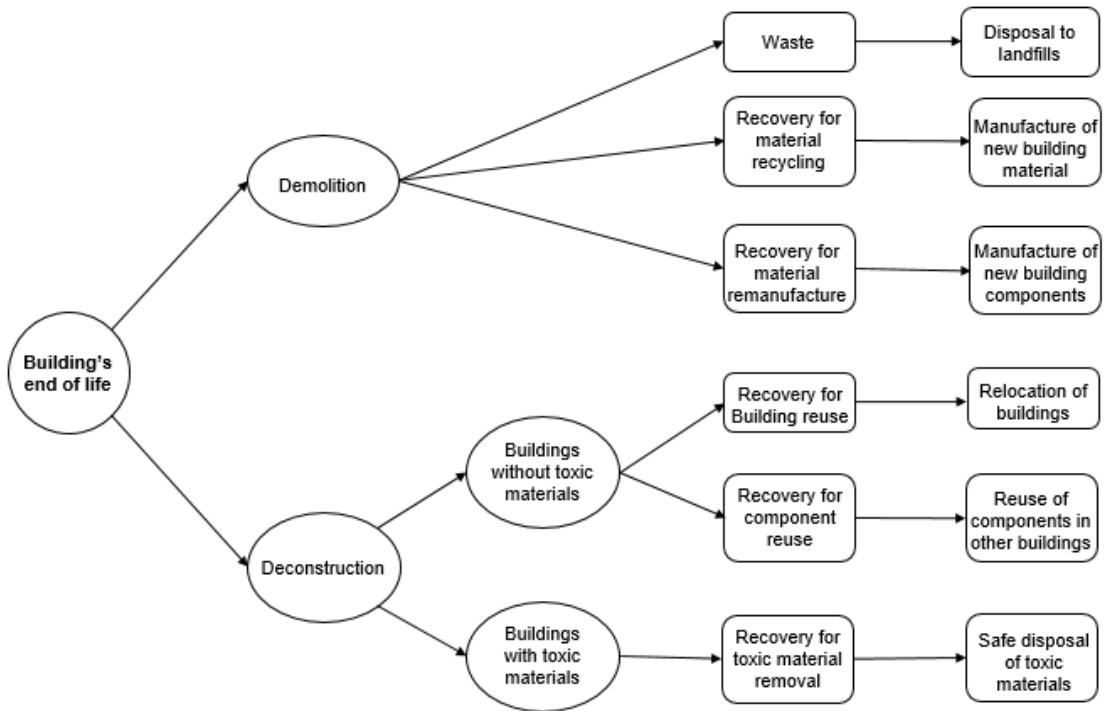 Waste
Disposal to
landfills
Recovery for
material
recycling
Manufacture of
new building
material
Demolition
Recovery for
material
remanufacture
Manufacture of
new building
components
Building’s
end of life
Recovery for
Building reuse
Relocation of
buildings
Buildings
without toxic
materials
Recovery for
component
reuse
Reuse of
components in
other buildings
Deconstruction
Buildings
with toxic
materials
Recovery for
toxic material
removal
Safe disposal
of toxic
materials